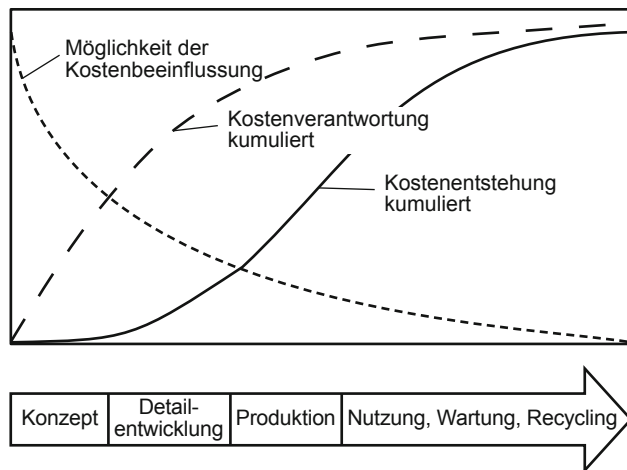 Möglichkeit der
Kostenbeeinflussung
Kostenverantwortung
kumuliert
Kostenentstehung
kumuliert
Konzept
Detail-
entwicklung
Produktion
Nutzung, Wartung, Recycling